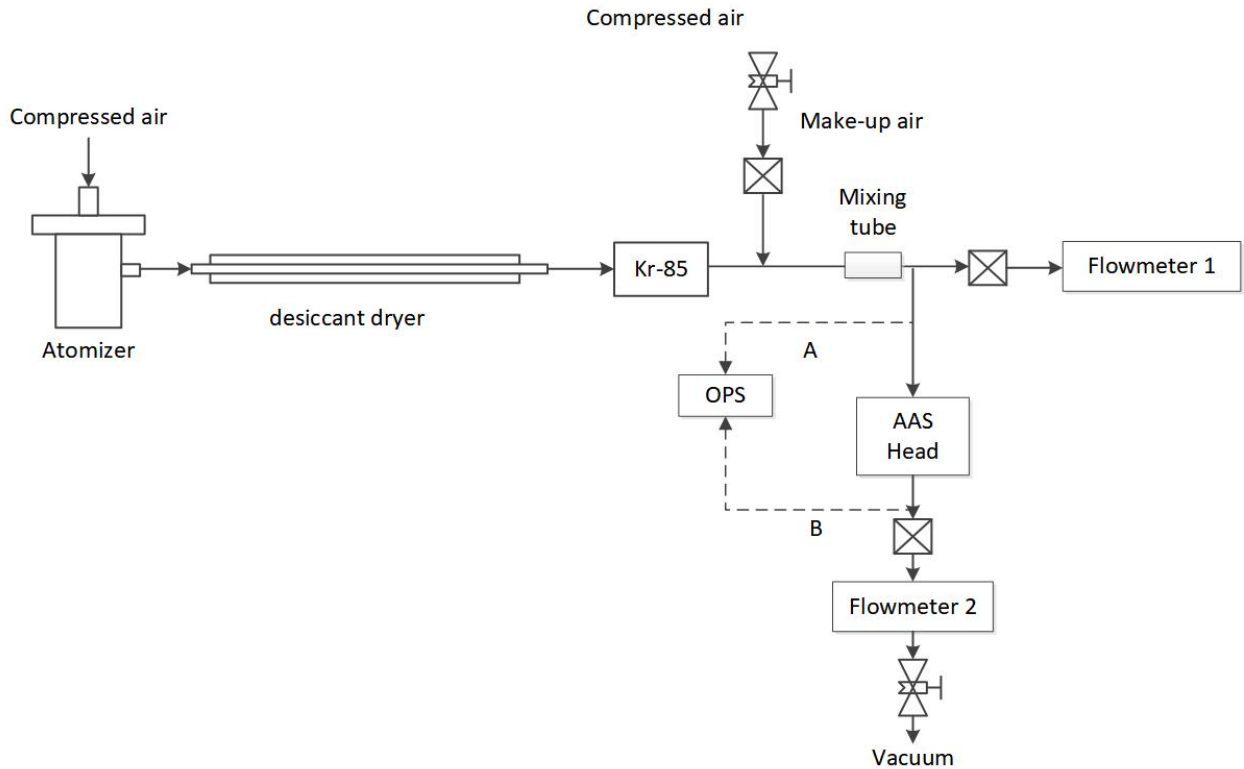 Compressed air
Compressed air
Make-up air
Mixing
tube
Kr-85
Flowmeter 1
desiccant dryer
Atomizer
A
OPS
AAS
Head
B
Flowmeter 2
Vacuum